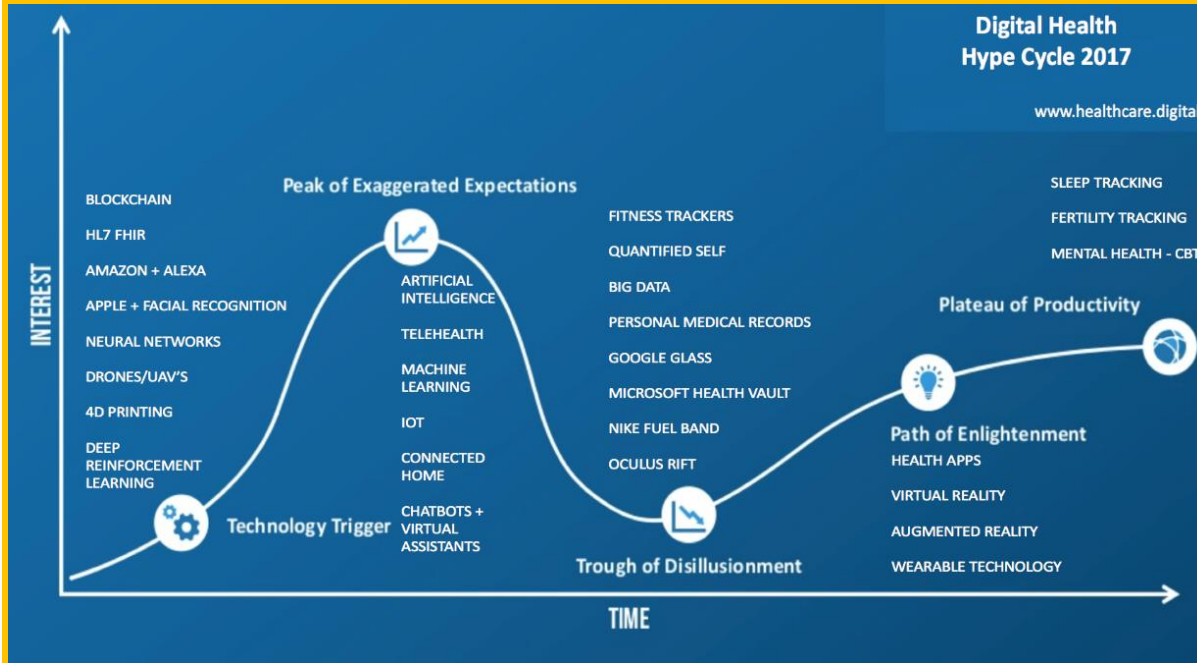 Digital Health
Hype Cycle 2017
www.healthcare.digital
INTEREST
Peak of Exaggerated Expectations
BLOCKCHAIN
HL7 FHIR
AMAZON + ALEXA
APPLE + FACIAL RECOGNITION
NEURAL NETWORKS
DRONES/UAV'S
4D PRINTING
DEEP
REINFORCEMENT
LEARNING
Technology Trigger
ARTIFICIAL
INTELLIGENCE
TELEHEALTH
MACHINE
LEARNING
IOT
CONNECTED
HOME
CHATBOTS +
VIRTUAL
ASSISTANTS
FITNESS TRACKERS
QUANTIFIED SELF
BIG DATA
PERSONAL MEDICAL RECORDS
GOOGLE GLASS
MICROSOFT HEALTH VAULT
NIKE FUEL BAND
OCULUS RIFT
Trough of Disillusionment
SLEEP TRACKING
FERTILITY TRACKING
MENTAL HEALTH - CBT
Plateau of Productivity
Path of Enlightenment
HEALTH APPS
VIRTUAL REALITY
AUGMENTED REALITY
WEARABLE TECHNOLOGY
TIME